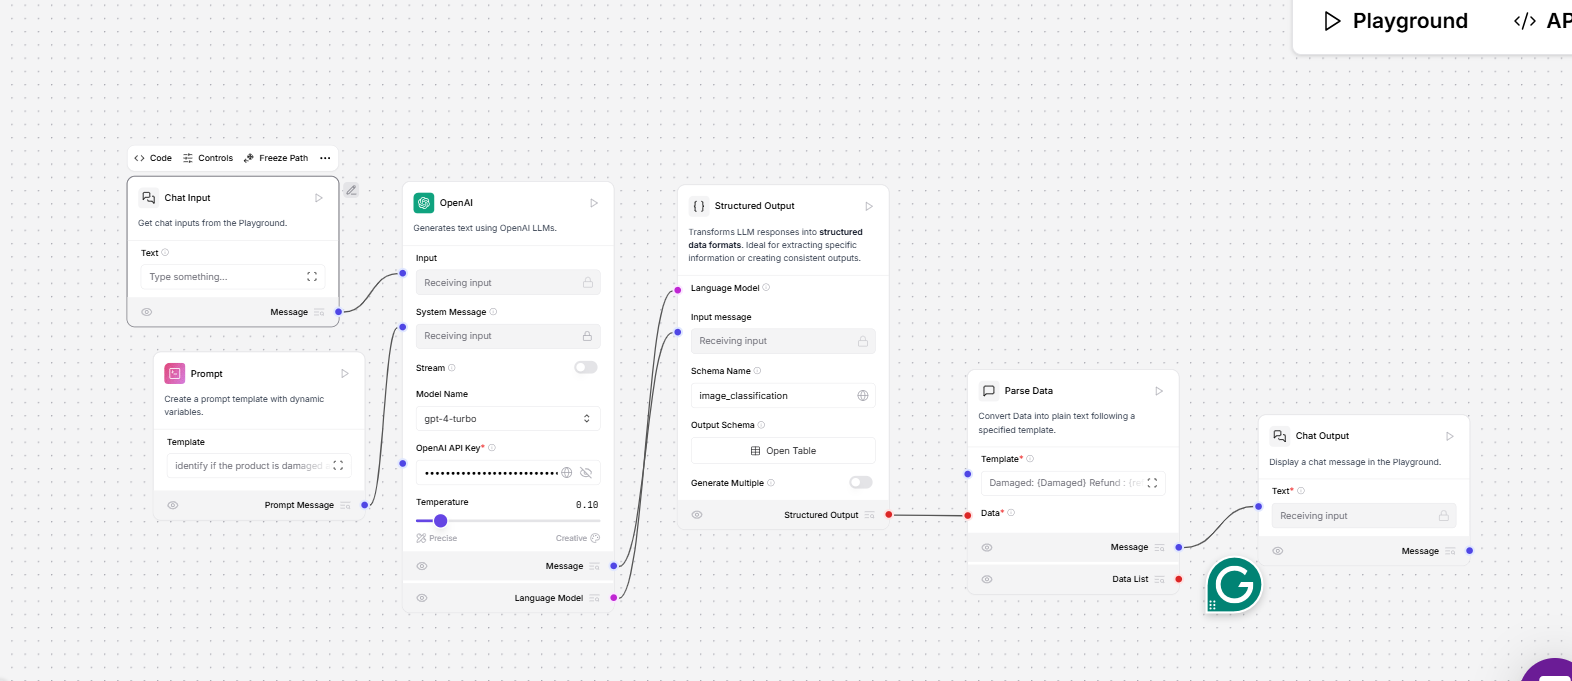 Playground
Code
Controls
Freeze Path
Chat Input
Get chat inputs from the Playground.
Text
Type something...
Message
Prompt
Create a prompt template with dynamic
variables.
Template
identify if the product is damaged
Prompt Message
OpenAI
Generates text using OpenAI LLMs.
Input
Receiving input
System Message
Receiving input
Stream
Model Name
gpt-4-turbo
OpenAI API Key*
Temperature
0.10
Precise
Creative
Message
Language Model
Structured Output
Transforms LLM responses into structured
data formats. Ideal for extracting specific
information or creating consistent outputs.
Language Model
Input message
Receiving input
Schema Name
image_classification
Output Schema
Open Table
Generate Multiple
Structured Output
Parse Data
Convert Data into plain text following a
specified template.
Template*
Damaged: {Damaged} Refund : {re
Data*
Message
Data List
Chat Output
Display a chat message in the Playground.
Text*
Receiving input
Message